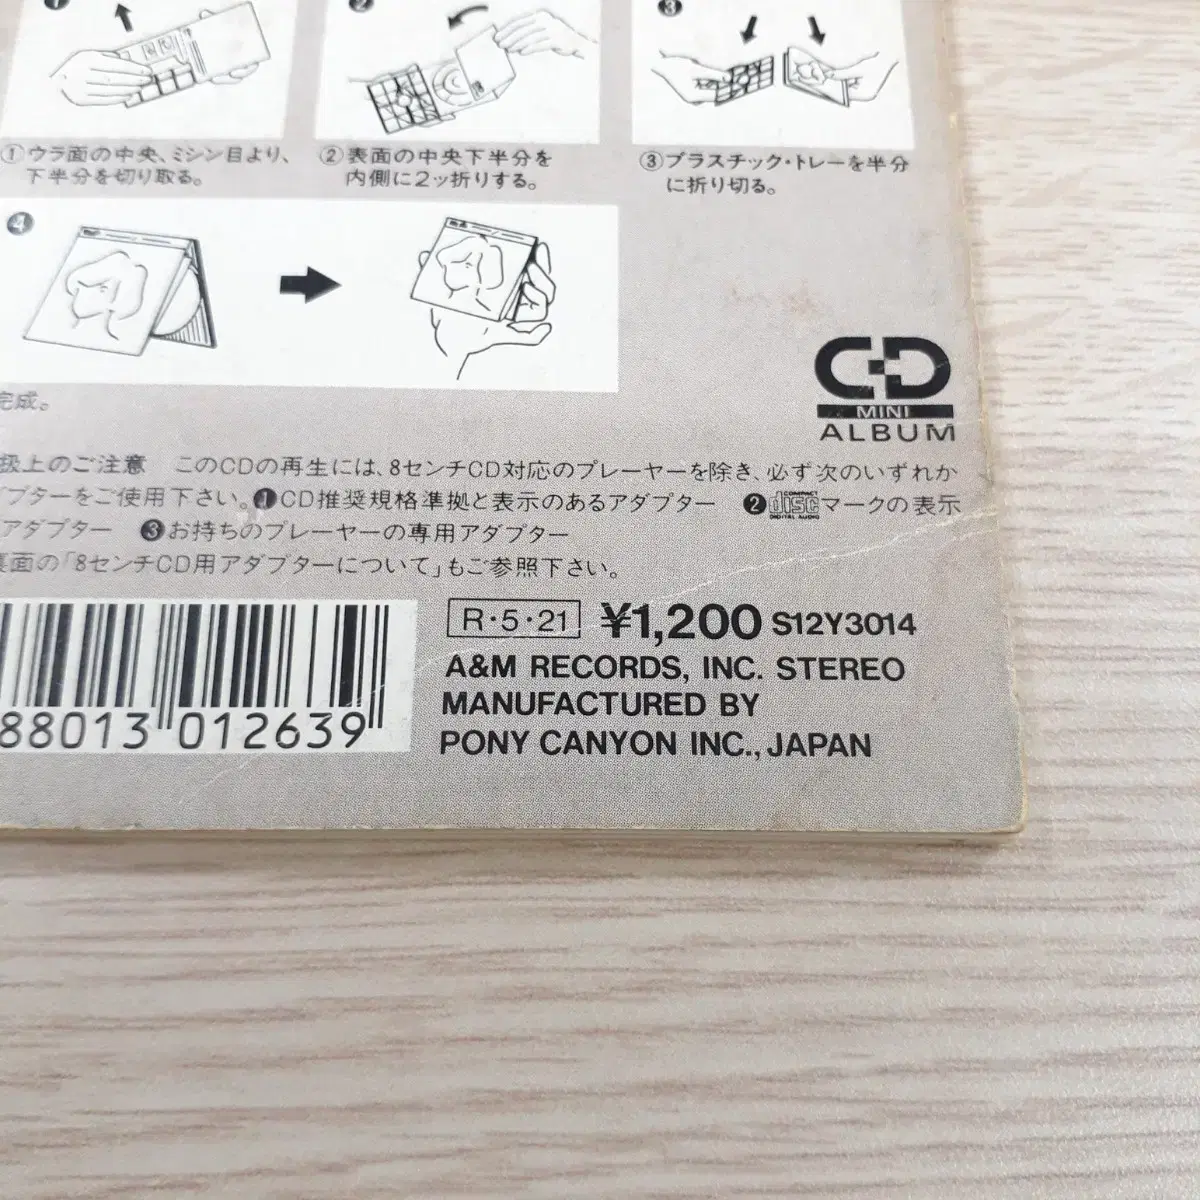 ①ウラ面の中央、ミシン目より、
下半分を切り取る。
②表面の中央下半分を
内側に2ッ折りする。
③プラスチック・トレーを半分
に折り切る。
❹
完成。
CD
MINI
ALBUM
扱上のご注意 このCDの再生には、8センチCD対応のプレーヤーを除き、必ず次のいずれか
プターをご使用下さい。❶CD推奨規格準拠と表示のあるアダプター ❷COMPACT disc DIGITAL AUDIOマークの表示
アダプター ❸お持ちのプレーヤーの専用アダプター
裏面の「8センチCD用アダプターについて」もご参照下さい。
R・5・21 ¥1,200 S12Y3014
A&M RECORDS, INC. STEREO
MANUFACTURED BY
PONY CANYON INC., JAPAN
88013 012639